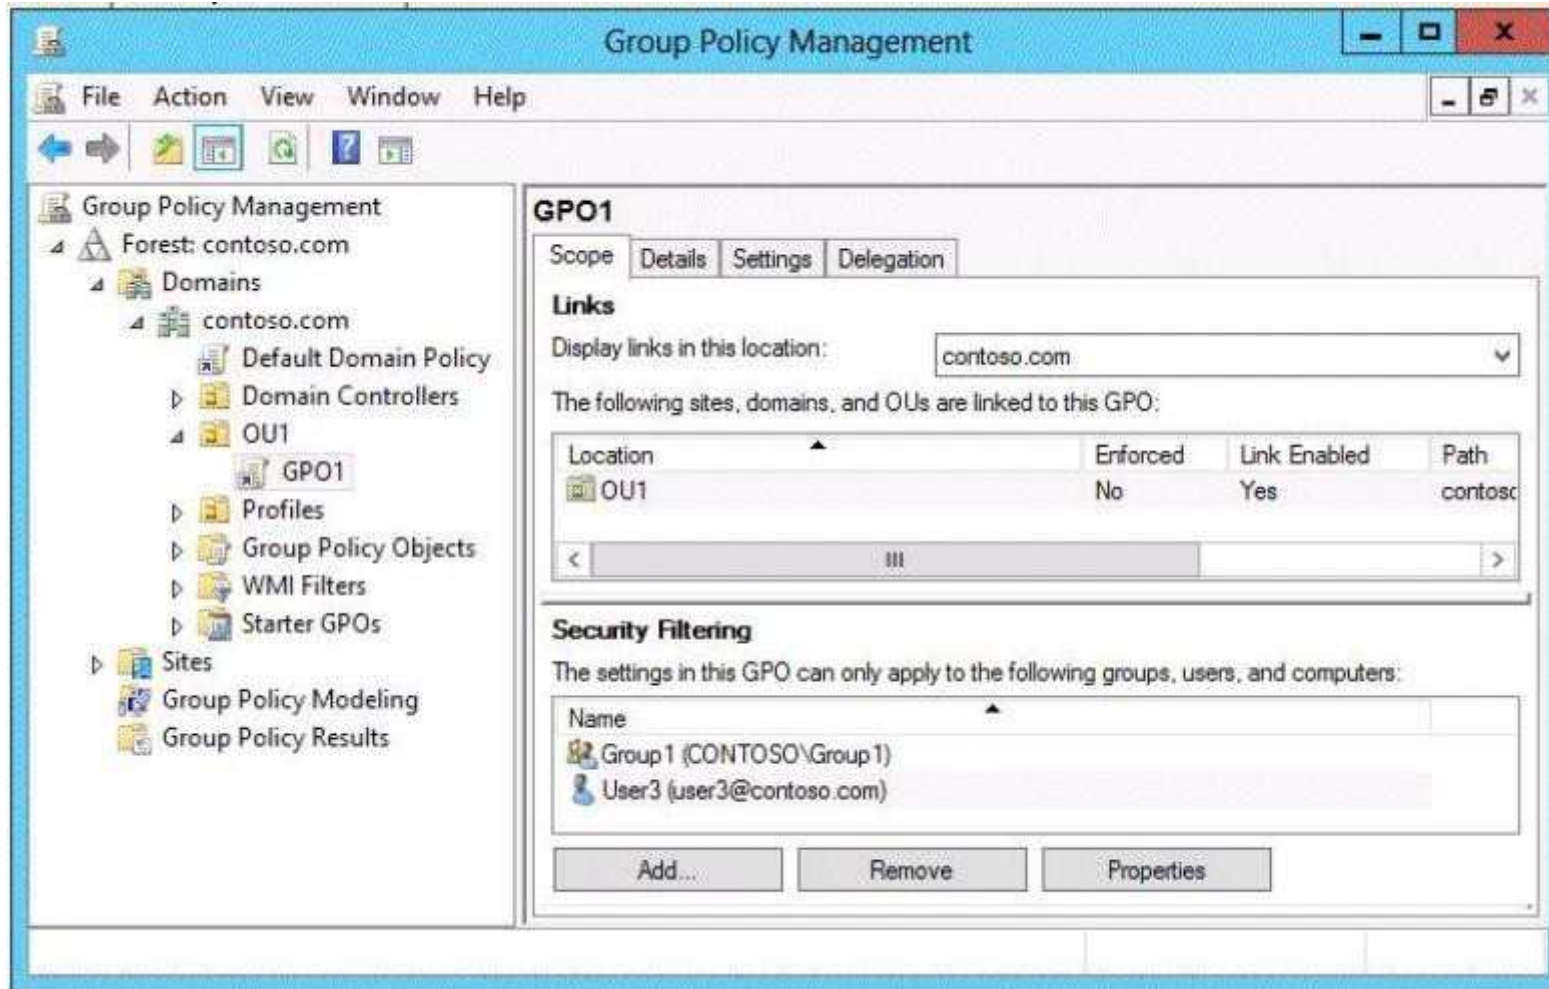 Group Policy Management
File Action View Window Help
Group Policy Management
Forest: contoso.com
Domains
contoso.com
Default Domain Policy
Domain Controllers
OU1
GPO1
Profiles
Group Policy Objects
WMI Filters
Starter GPOs
Sites
Group Policy Modeling
Group Policy Results
GPO1
Scope Details Settings Delegation
Links
Display links in this location: contoso.com
The following sites, domains, and OUs are linked to this GPO:
Location Enforced Link Enabled Path
OU1 No Yes contosc
Security Filtering
The settings in this GPO can only apply to the following groups, users, and computers:
Name
Group1 (CONTOSO\Group1)
User3 (user3@contoso.com)
Add... Remove Properties